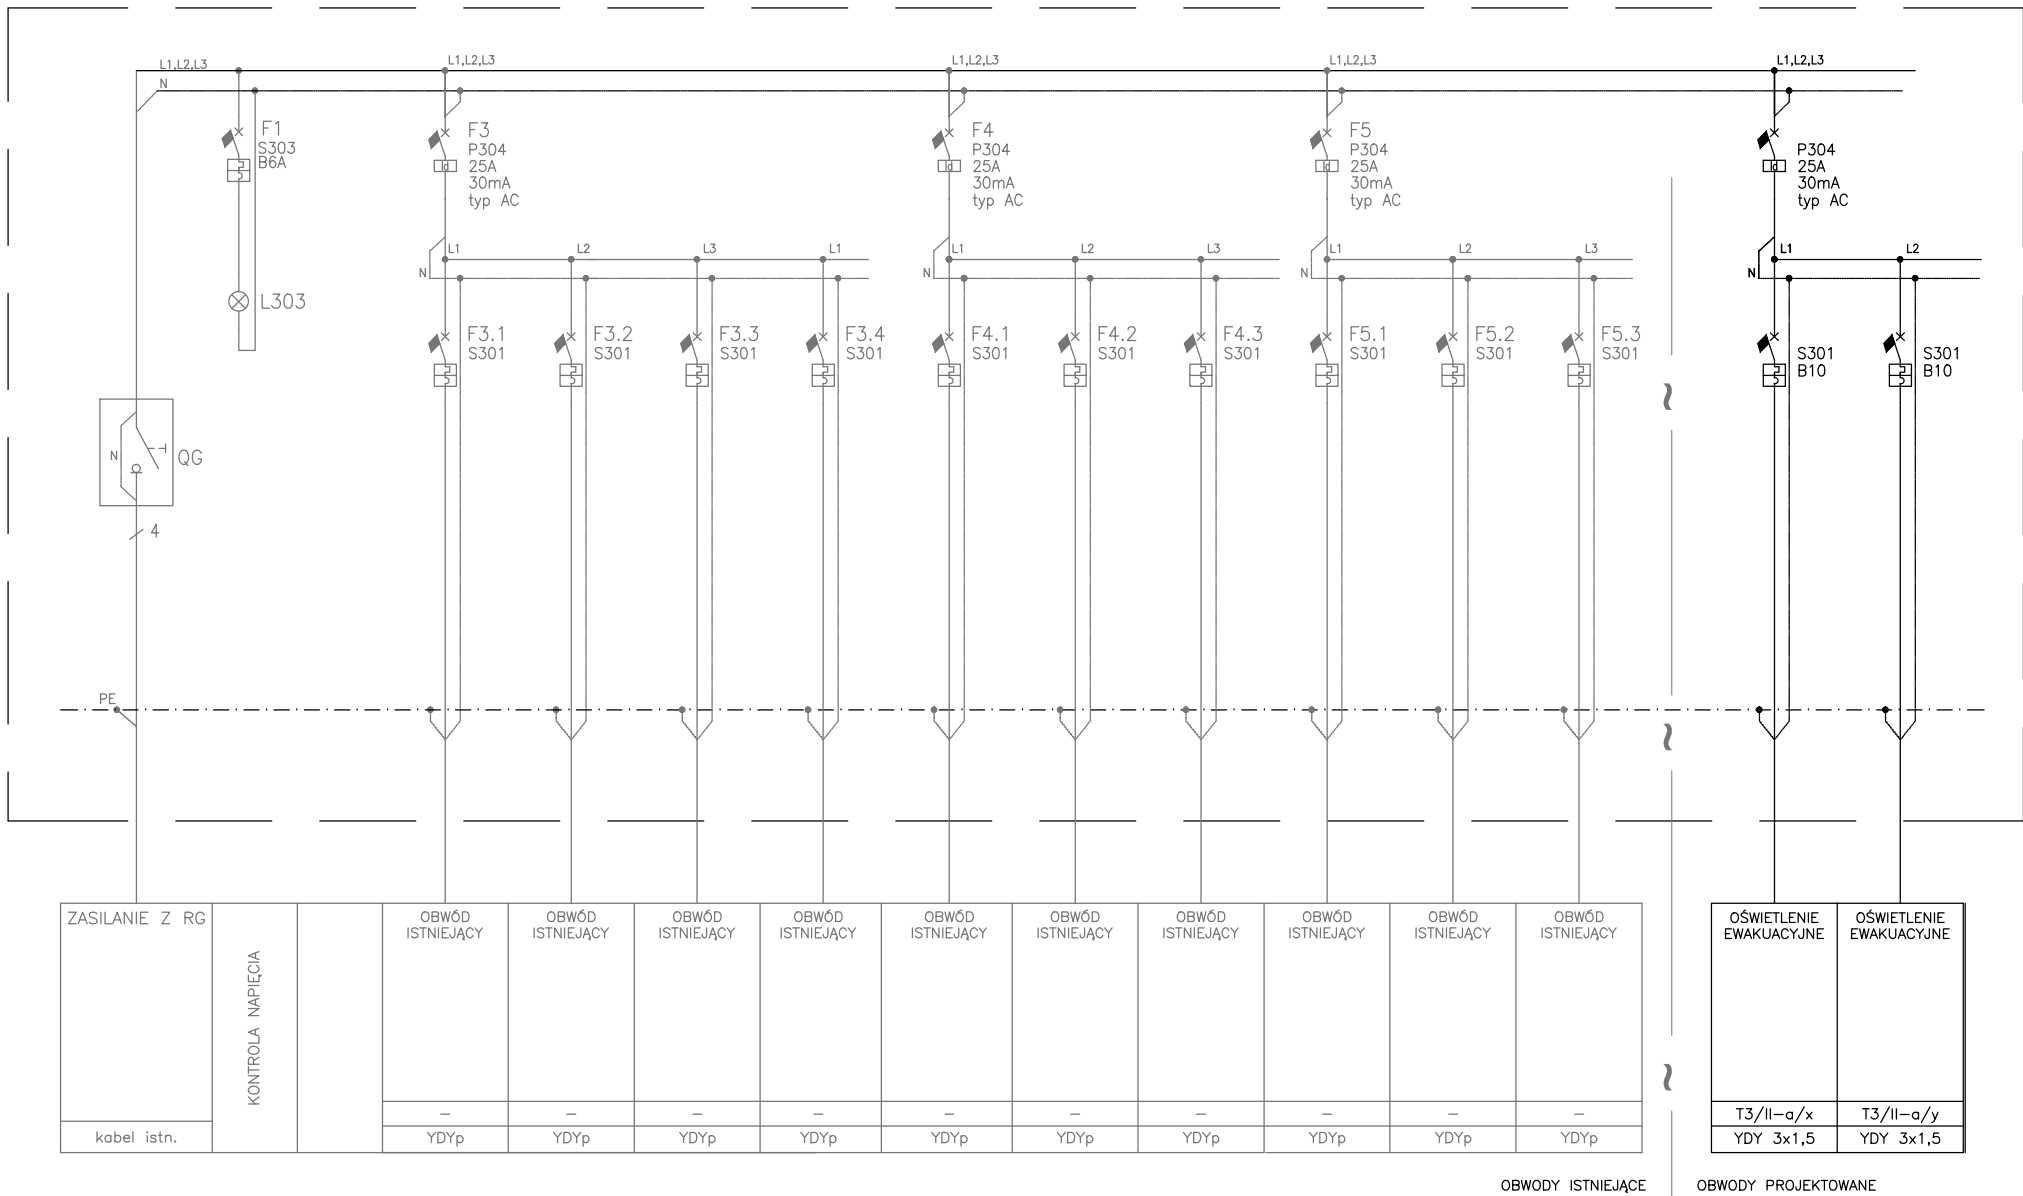 L1,L2,L3
L1,L2,L3
L1,L2,L3
L1,L2,L3
L1,L2,L3
N
F1
S303
B6A
F3
P304
25A
30mA
typ AC
F4
P304
25A
30mA
typ AC
F5
P304
25A
30mA
typ AC
P304
25A
30mA
typ AC
L1
L2
L3
L1
N
L1
L2
L3
N
L1
L2
L3
N
L1
L2
N
L303
F3.1
S301
F3.2
S301
F3.3
S301
F3.4
S301
F4.1
S301
F4.2
S301
F4.3
S301
F5.1
S301
F5.2
S301
F5.3
S301
S301
B10
S301
B10
N
QG
4
PE
ZASILANIE Z RG
kabel istn.
KONTROLA NAPIĘCIA
OBWÓD
ISTNIEJĄCY
–
YDYp
OBWÓD
ISTNIEJĄCY
–
YDYp
OBWÓD
ISTNIEJĄCY
–
YDYp
OBWÓD
ISTNIEJĄCY
–
YDYp
OBWÓD
ISTNIEJĄCY
–
YDYp
OBWÓD
ISTNIEJĄCY
–
YDYp
OBWÓD
ISTNIEJĄCY
–
YDYp
OBWÓD
ISTNIEJĄCY
–
YDYp
OBWÓD
ISTNIEJĄCY
–
YDYp
OBWÓD
ISTNIEJĄCY
–
YDYp
OŚWIETLENIE
EWAKUACYJNE
T3/II–a/x
YDY 3x1,5
OŚWIETLENIE
EWAKUACYJNE
T3/II–a/y
YDY 3x1,5
OBWODY ISTNIEJĄCE
OBWODY PROJEKTOWANE